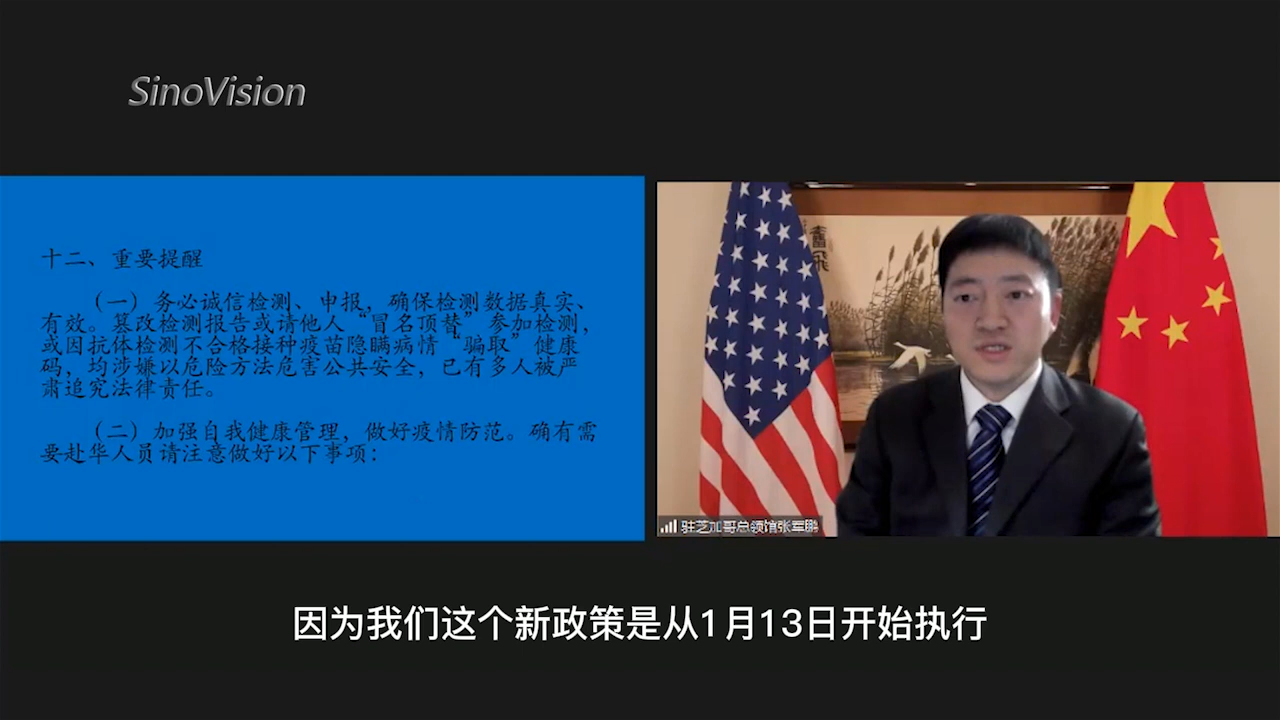 SinoVision
十二、重要提醒
（一）务必诚信检测、申报，确保检测数据真实、
有效。篡改检测报告或请他人“冒名顶替”参加检测，
或因抗体检测不合格接种疫苗隐瞒病情“骗取”健康
码，均涉嫌以危险方法危害公共安全，已有多人被严
肃追究法律责任。
（二）加强自我健康管理，做好疫情防范。确有需
要赴华人员请注意做好以下事项：
驻芝加哥总领馆张军鹏
因为我们这个新政策是从1月13日开始执行